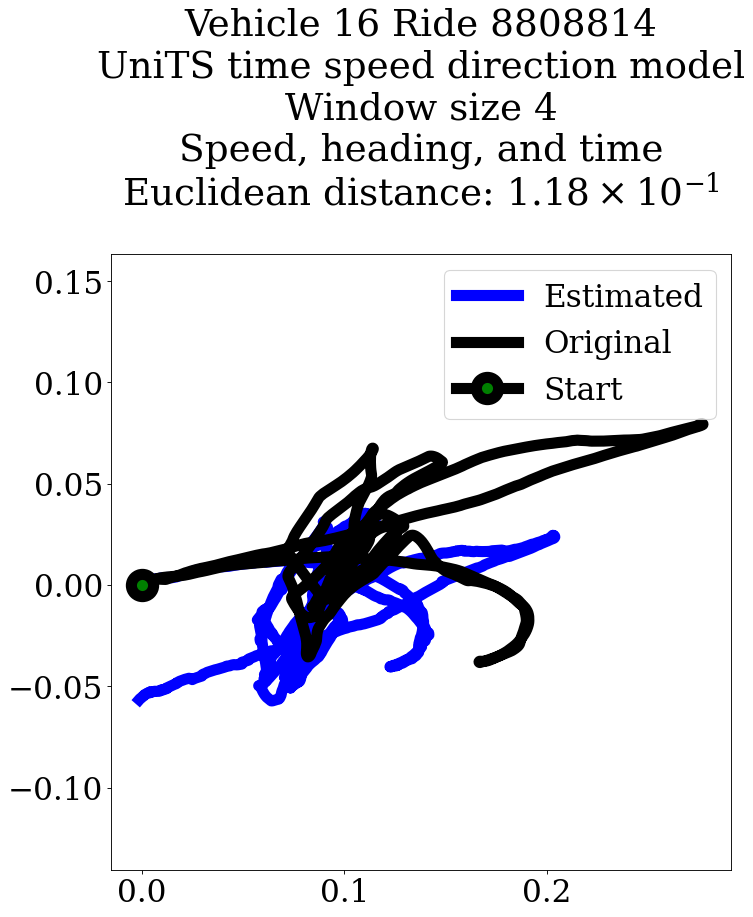 Vehicle 16 Ride 8808814
UniTS time speed direction model
Window size 4
Speed, heading, and time
Euclidean distance: 1.18 × 10⁻¹
Estimated
Original
Start
0.15
0.10
0.05
0.00
−0.05
−0.10
0.0
0.1
0.2